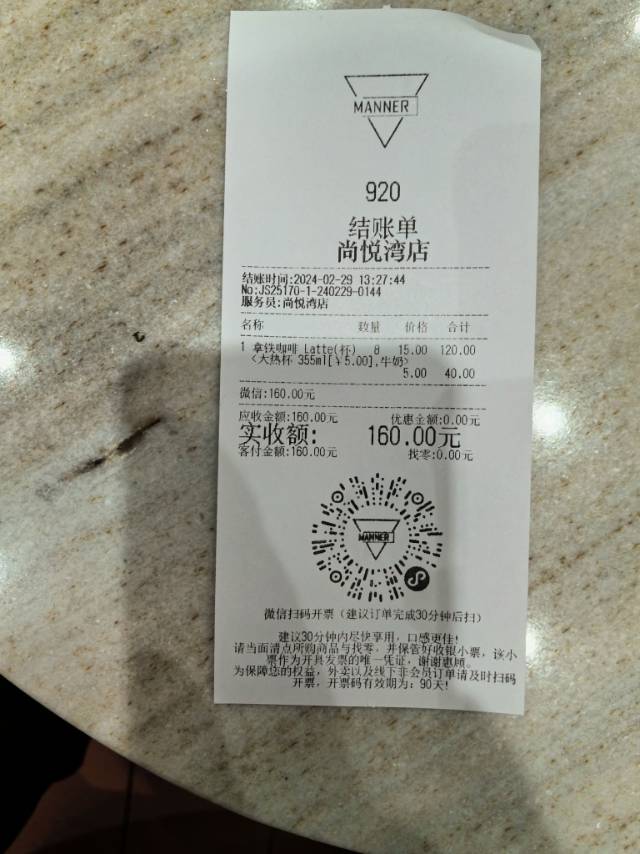 MANNER
920
结账单
尚悦湾店
结账时间:2024-02-29 13:27:44
No:JS25170-1-240229-0144
服务员:尚悦湾店
名称 数量 价格 合计
1 拿铁咖啡 Latte(杯) 8 15.00 120.00
<大热杯 355ml[￥5.00],牛奶>
5.00 40.00
微信:160.00元
应收金额:160.00元 优惠金额:0.00元
实收额: 160.00元
客付金额:160.00元 找零:0.00元
MANNER
微信扫码开票（建议订单完成30分钟后扫）
建议30分钟内尽快享用，口感更佳!
请当面清点所购商品与找零，并保管好收银小票，该小
票作为开具发票的唯一凭证，谢谢惠顾。
为保障您的权益，外卖以及线下非会员订单请及时扫码
开票，开票码有效期为：90天!